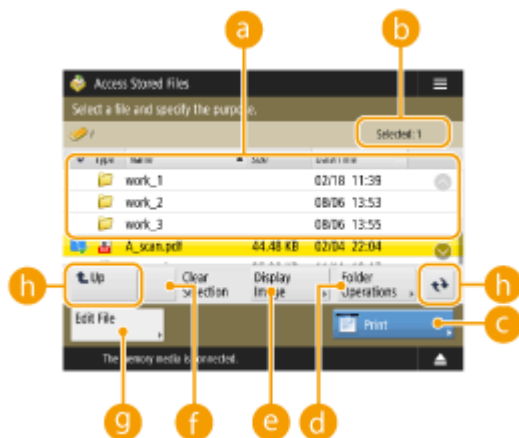 a
b
Access Stored Files
Select a file and specify the purpose.
/
Selected: 1
Type Name Size Date/Time
work_1 02/18 11:39
work_2 08/06 13:53
work_3 08/06 13:55
A_scan.pdf 44.48 KB 02/04 22:04
h Up Clear Selection Display Image Folder Operations h
Edit File Print c
The memory media is connected.
g f e d